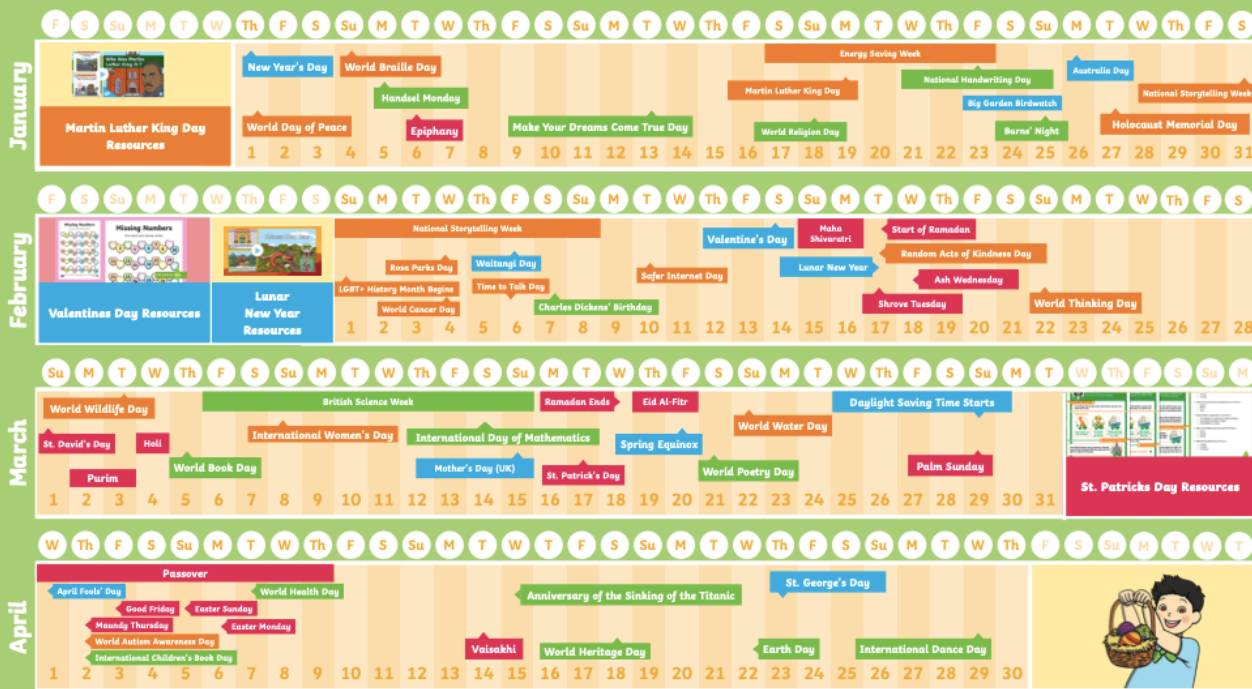 January
F S Su M T W Th F S Su M T W Th F S Su M T W Th F S Su M T W Th F S Su M T W Th F S
Martin Luther King Day
Resources
Energy Saving Week
New Year's Day
World Braille Day
National Handwriting Day
Australia Day
Handsel Monday
Martin Luther King Day
National Storytelling Week
Big Garden Birdwatch
World Day of Peace
Epiphany
Make Your Dreams Come True Day
World Religion Day
Burns' Night
Holocaust Memorial Day
1 2 3 4 5 6 7 8 9 10 11 12 13 14 15 16 17 18 19 20 21 22 23 24 25 26 27 28 29 30 31
February
F S Su M T W Th F S Su M T W Th F S Su M T W Th F S Su M T W Th F S Su M T W Th F S
Missing Numbers
Missing Numbers
Valentines Day Resources
Lunar
New Year
Resources
National Storytelling Week
Valentine's Day
Maha
Shivaratri
Start of Ramadan
Rosa Parks Day
Waitangi Day
Lunar New Year
Random Acts of Kindness Day
Safer Internet Day
LGBT+ History Month Begins
Time to Talk Day
Ash Wednesday
World Cancer Day
Charles Dickens' Birthday
Shrove Tuesday
World Thinking Day
1 2 3 4 5 6 7 8 9 10 11 12 13 14 15 16 17 18 19 20 21 22 23 24 25 26 27 28
March
Su M T W Th F S Su M T W Th F S Su M T W Th F S Su M T W Th F S Su M T W Th F S Su M
World Wildlife Day
British Science Week
Ramadan Ends
Eid Al-Fitr
Daylight Saving Time Starts
St. David's Day
Holi
International Women's Day
International Day of Mathematics
Spring Equinox
World Water Day
Purim
World Book Day
Mother's Day (UK)
St. Patrick's Day
World Poetry Day
Palm Sunday
St. Patricks Day Resources
1 2 3 4 5 6 7 8 9 10 11 12 13 14 15 16 17 18 19 20 21 22 23 24 25 26 27 28 29 30 31
April
W Th F S Su M T W Th F S Su M T W Th F S Su M T W Th F S Su M T W Th F S Su M T W T
Passover
April Fools' Day
World Health Day
Good Friday
Easter Sunday
Maundy Thursday
Easter Monday
World Autism Awareness Day
International Children's Book Day
Anniversary of the Sinking of the Titanic
St. George's Day
Vaisakhi
World Heritage Day
Earth Day
International Dance Day
1 2 3 4 5 6 7 8 9 10 11 12 13 14 15 16 17 18 19 20 21 22 23 24 25 26 27 28 29 30